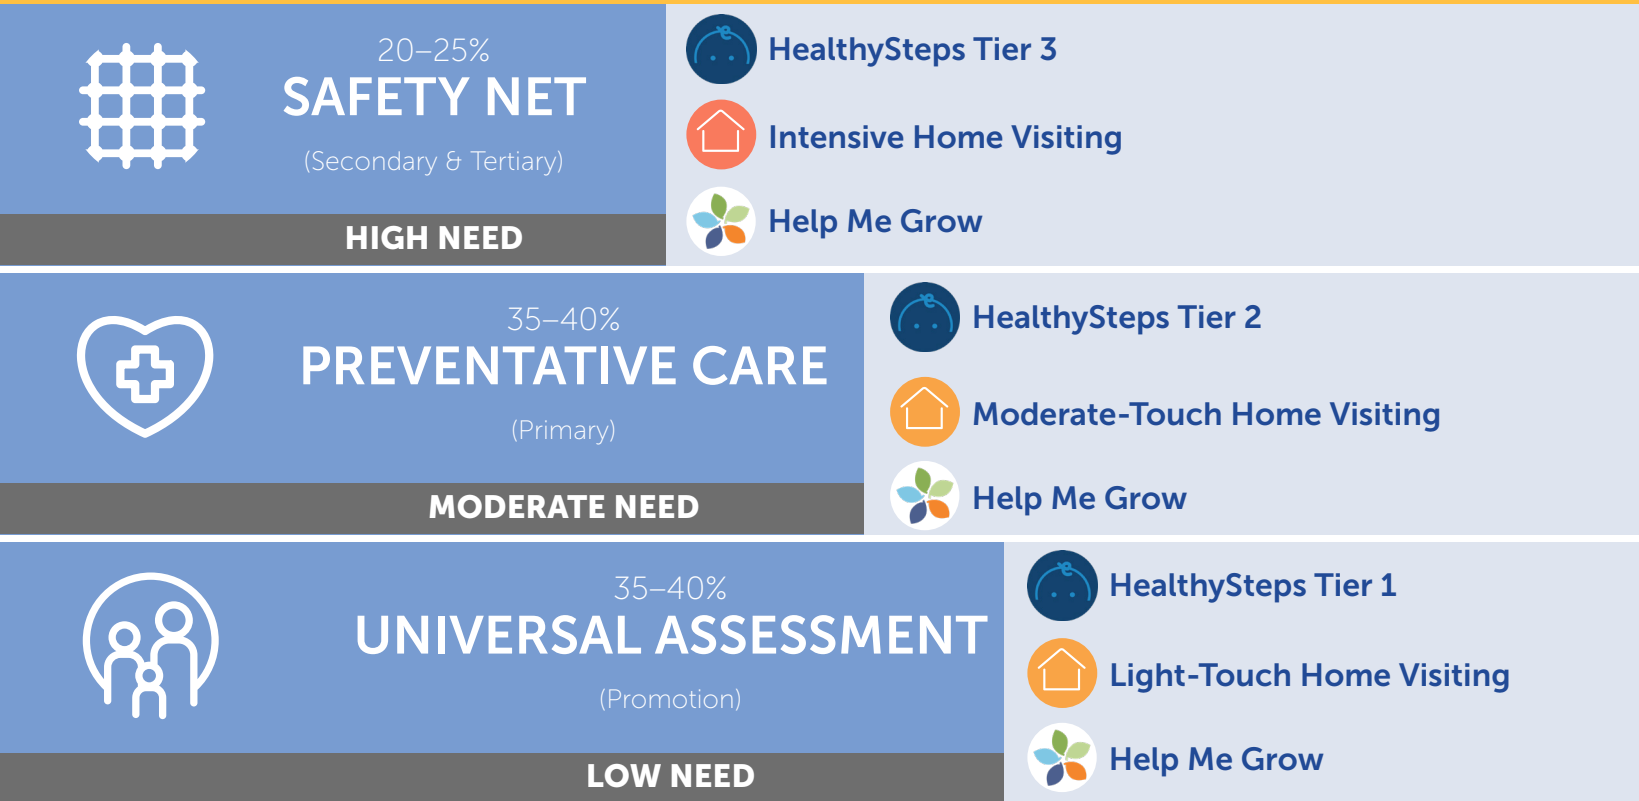 20–25%
SAFETY NET
(Secondary & Tertiary)
HIGH NEED
HealthySteps Tier 3
Intensive Home Visiting
Help Me Grow
35–40%
PREVENTATIVE CARE
(Primary)
MODERATE NEED
HealthySteps Tier 2
Moderate-Touch Home Visiting
Help Me Grow
35–40%
UNIVERSAL ASSESSMENT
(Promotion)
LOW NEED
HealthySteps Tier 1
Light-Touch Home Visiting
Help Me Grow